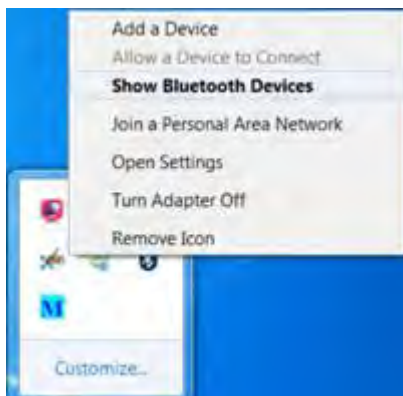 Add a Device
Allow a Device to Connect
Show Bluetooth Devices
Join a Personal Area Network
Open Settings
Turn Adapter Off
Remove Icon
M
Customize...